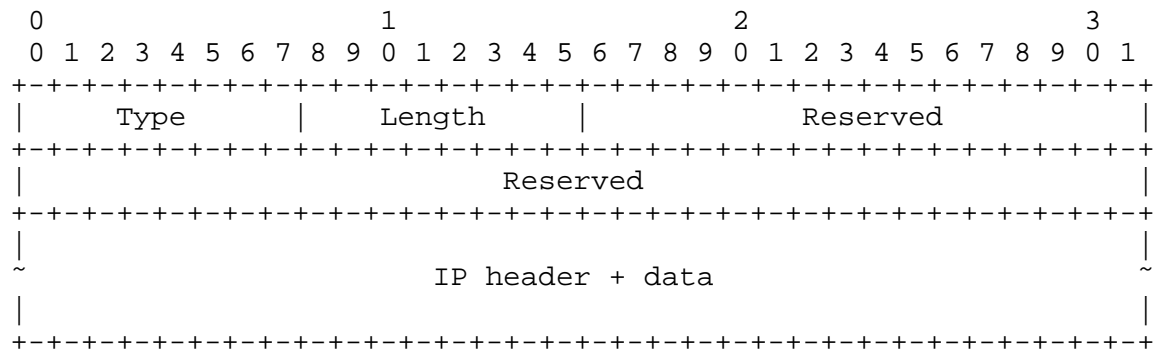 0                   1                   2                   3
 0 1 2 3 4 5 6 7 8 9 0 1 2 3 4 5 6 7 8 9 0 1 2 3 4 5 6 7 8 9 0 1
+-+-+-+-+-+-+-+-+-+-+-+-+-+-+-+-+-+-+-+-+-+-+-+-+-+-+-+-+-+-+-+-+
|     Type      |    Length     |            Reserved           |
+-+-+-+-+-+-+-+-+-+-+-+-+-+-+-+-+-+-+-+-+-+-+-+-+-+-+-+-+-+-+-+-+
|                           Reserved                            |
+-+-+-+-+-+-+-+-+-+-+-+-+-+-+-+-+-+-+-+-+-+-+-+-+-+-+-+-+-+-+-+-+
|                                                               |
~                       IP header + data                        ~
|                                                               |
+-+-+-+-+-+-+-+-+-+-+-+-+-+-+-+-+-+-+-+-+-+-+-+-+-+-+-+-+-+-+-+-+